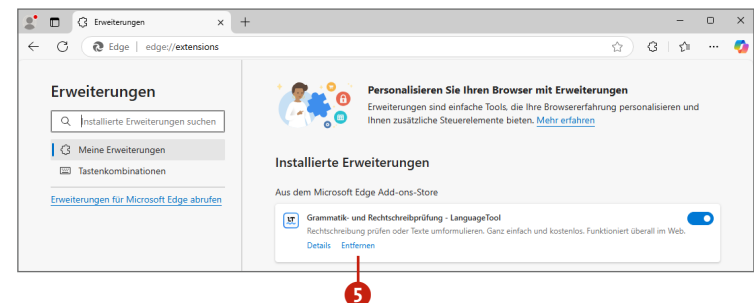 Erweiterungen
Edge | edge://extensions
Erweiterungen
Installierte Erweiterungen suchen
Meine Erweiterungen
Tastenkombinationen
Erweiterungen für Microsoft Edge abrufen
Personalisieren Sie Ihren Browser mit Erweiterungen
Erweiterungen sind einfache Tools, die Ihre Browsererfahrung personalisieren und
Ihnen zusätzliche Steuerelemente bieten. Mehr erfahren
Installierte Erweiterungen
Aus dem Microsoft Edge Add-ons-Store
LT
Grammatik- und Rechtschreibprüfung - LanguageTool
Rechtschreibung prüfen oder Texte umformulieren. Ganz einfach und kostenlos. Funktioniert überall im Web.
Details Entfernen
5